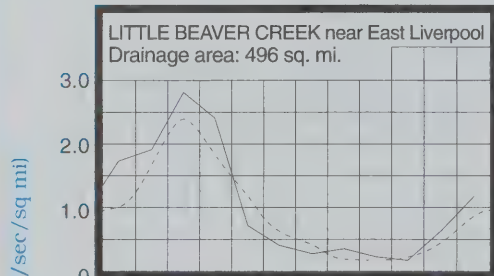 LITTLE BEAVER CREEK near East Liverpool
Drainage area: 496 sq. mi.
3.0
2.0
1.0
0
/sec/sq mi)